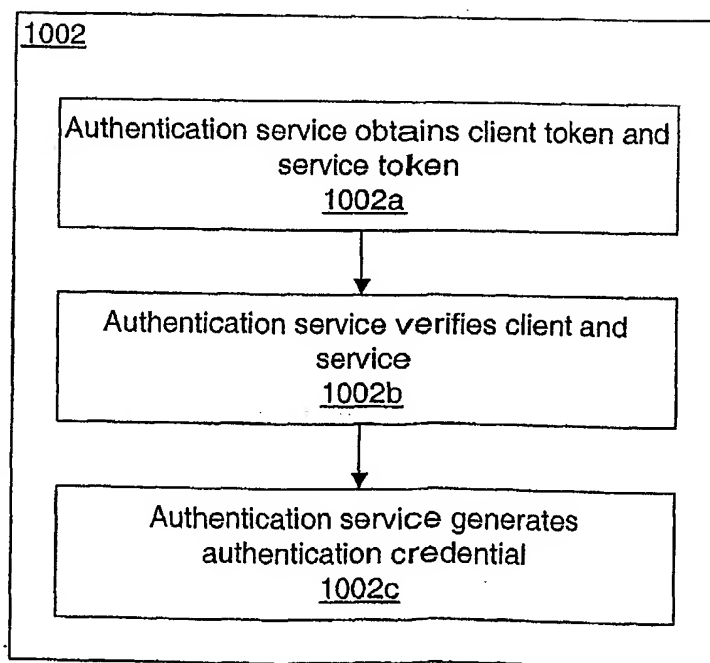 1002
Authentication service obtains client token and
service token
1002a
Authentication service verifies client and
service
1002b
Authentication service generates
authentication credential
1002c